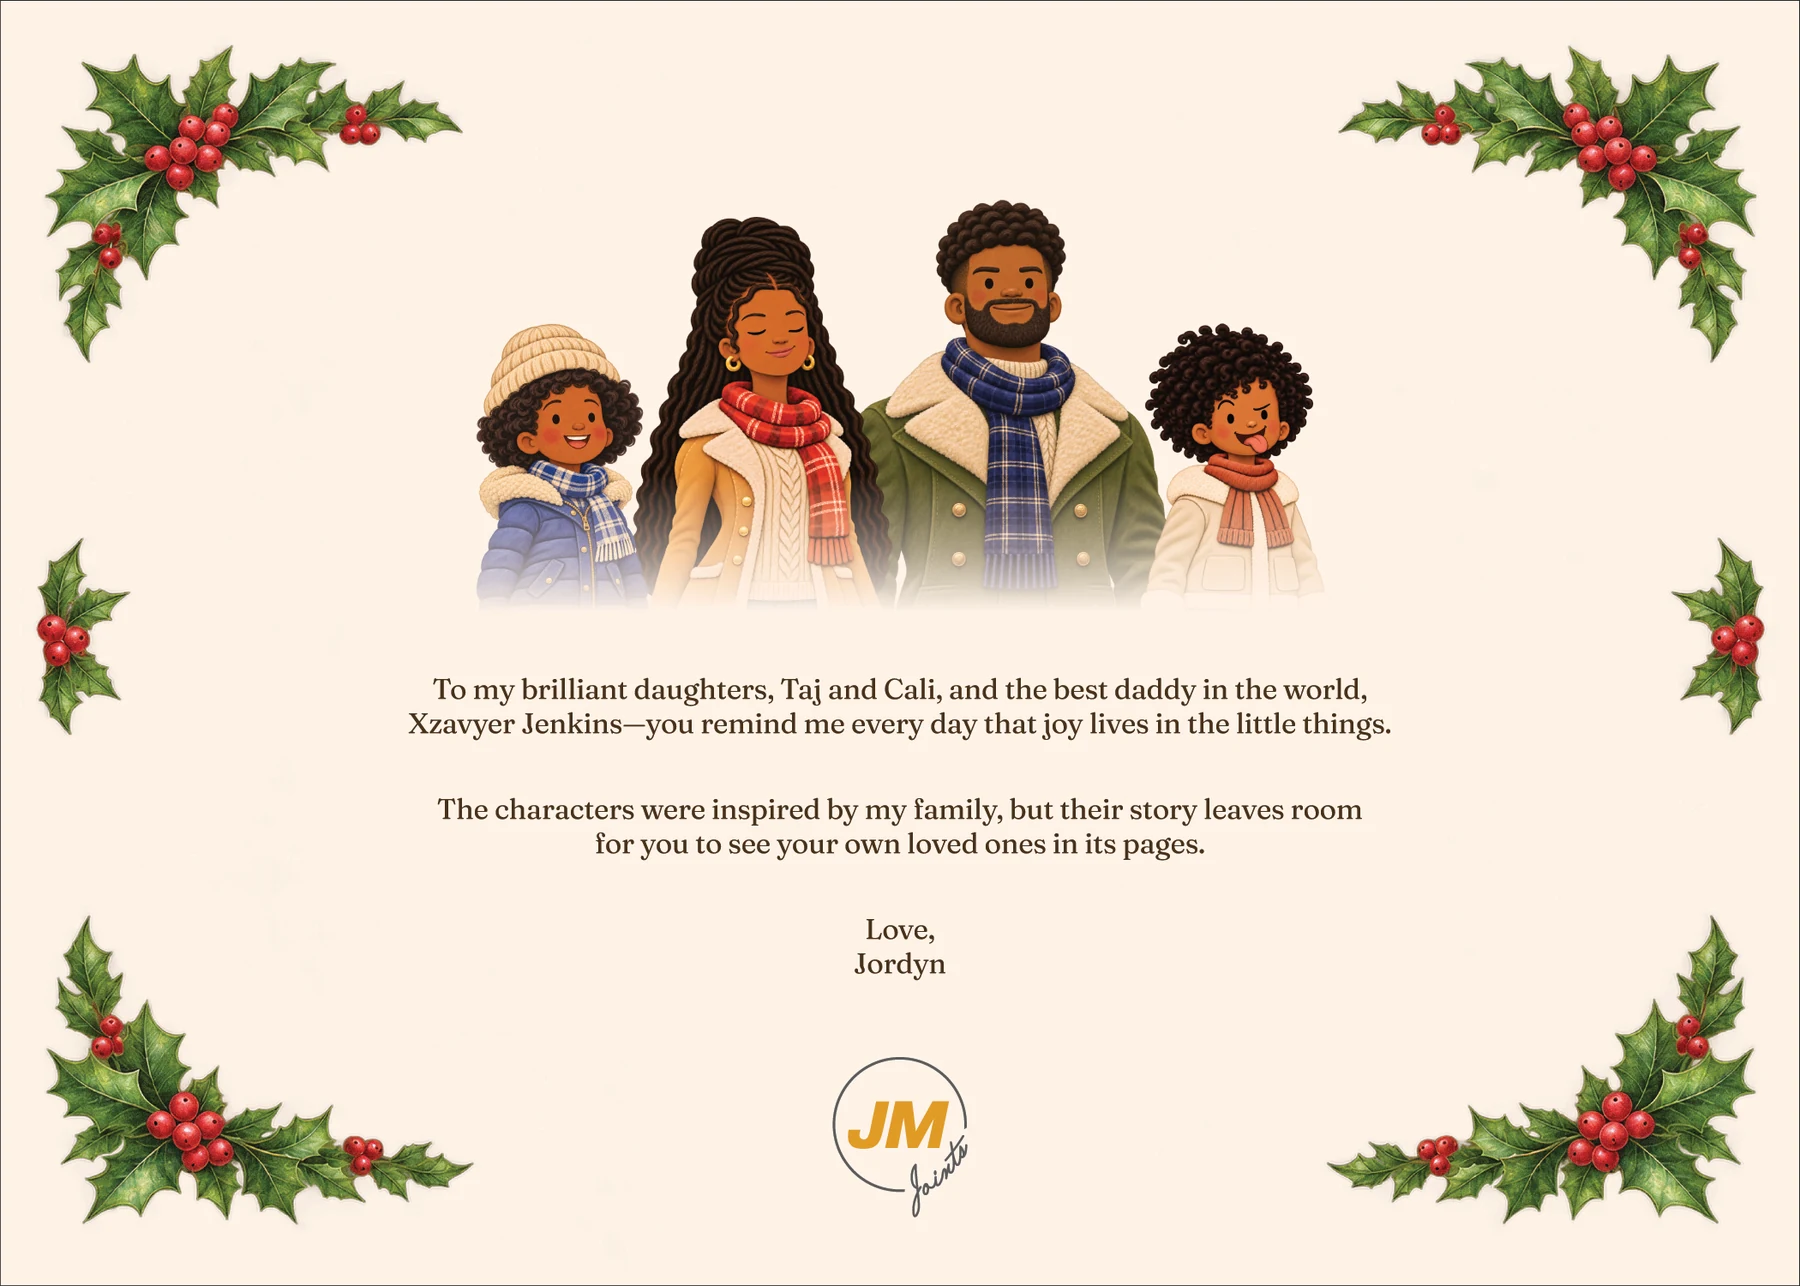 To my brilliant daughters, Taj and Cali, and the best daddy in the world,
Xzavyer Jenkins—you remind me every day that joy lives in the little things.
The characters were inspired by my family, but their story leaves room
for you to see your own loved ones in its pages.
Love,
Jordyn
JM
Joints